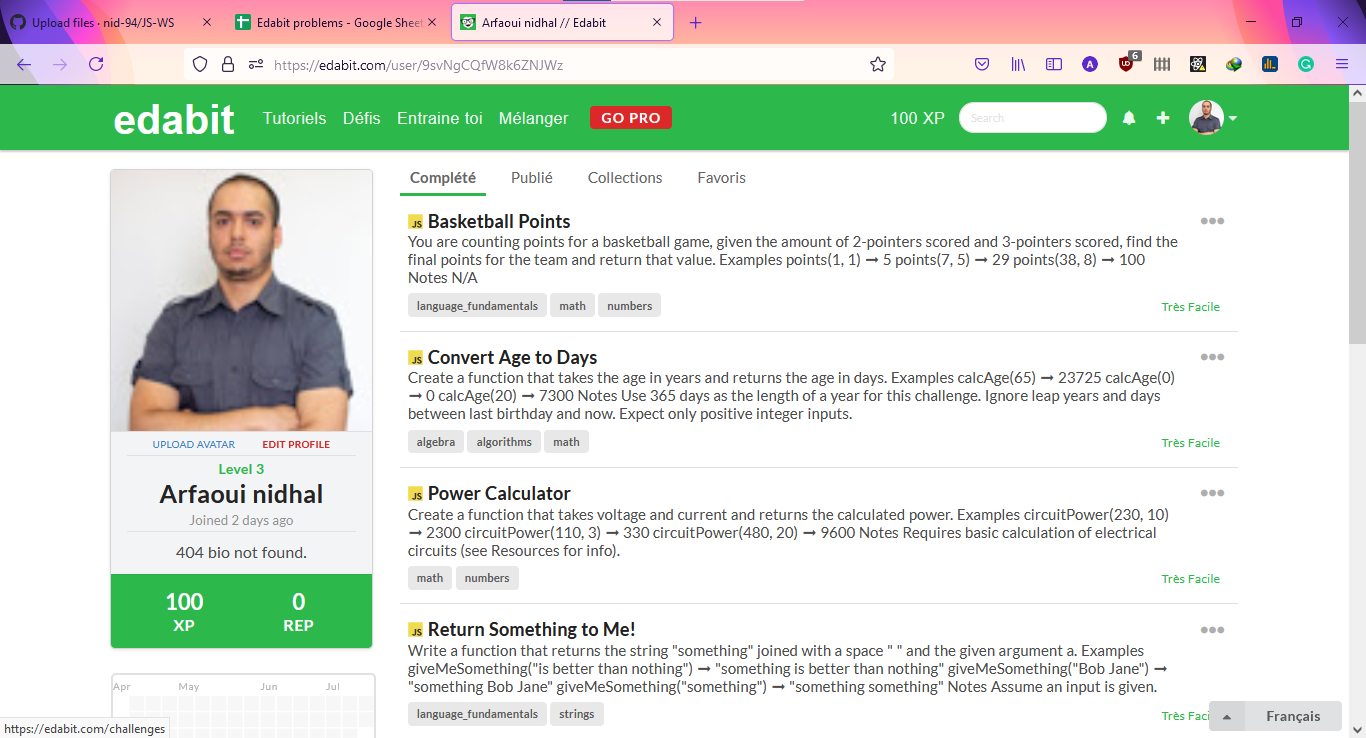 Upload files · nid-94/JS-WS
Edabit problems - Google Sheet
Arfaoui nidhal // Edabit
https://edabit.com/user/9svNgCQfW8k6ZNJWz
A
6
edabit
Tutoriels
Défis
Entraine toi
Mélanger
GO PRO
100 XP
Search
UPLOAD AVATAR
EDIT PROFILE
Level 3
Arfaoui nidhal
Joined 2 days ago
404 bio not found.
100
XP
0
REP
Apr May Jun Jul
Complété
Publié
Collections
Favoris
JS Basketball Points
You are counting points for a basketball game, given the amount of 2-pointers scored and 3-pointers scored, find the
final points for the team and return that value. Examples points(1, 1) ➞ 5 points(7, 5) ➞ 29 points(38, 8) ➞ 100
Notes N/A
language_fundamentals math numbers
Très Facile
JS Convert Age to Days
Create a function that takes the age in years and returns the age in days. Examples calcAge(65) ➞ 23725 calcAge(0)
➞ 0 calcAge(20) ➞ 7300 Notes Use 365 days as the length of a year for this challenge. Ignore leap years and days
between last birthday and now. Expect only positive integer inputs.
algebra algorithms math
Très Facile
JS Power Calculator
Create a function that takes voltage and current and returns the calculated power. Examples circuitPower(230, 10)
➞ 2300 circuitPower(110, 3) ➞ 330 circuitPower(480, 20) ➞ 9600 Notes Requires basic calculation of electrical
circuits (see Resources for info).
math numbers
Très Facile
JS Return Something to Me!
Write a function that returns the string "something" joined with a space " " and the given argument a. Examples
giveMeSomething("is better than nothing") ➞ "something is better than nothing" giveMeSomething("Bob Jane") ➞
"something Bob Jane" giveMeSomething("something") ➞ "something something" Notes Assume an input is given.
language_fundamentals strings
Très Faci
Français
https://edabit.com/challenges